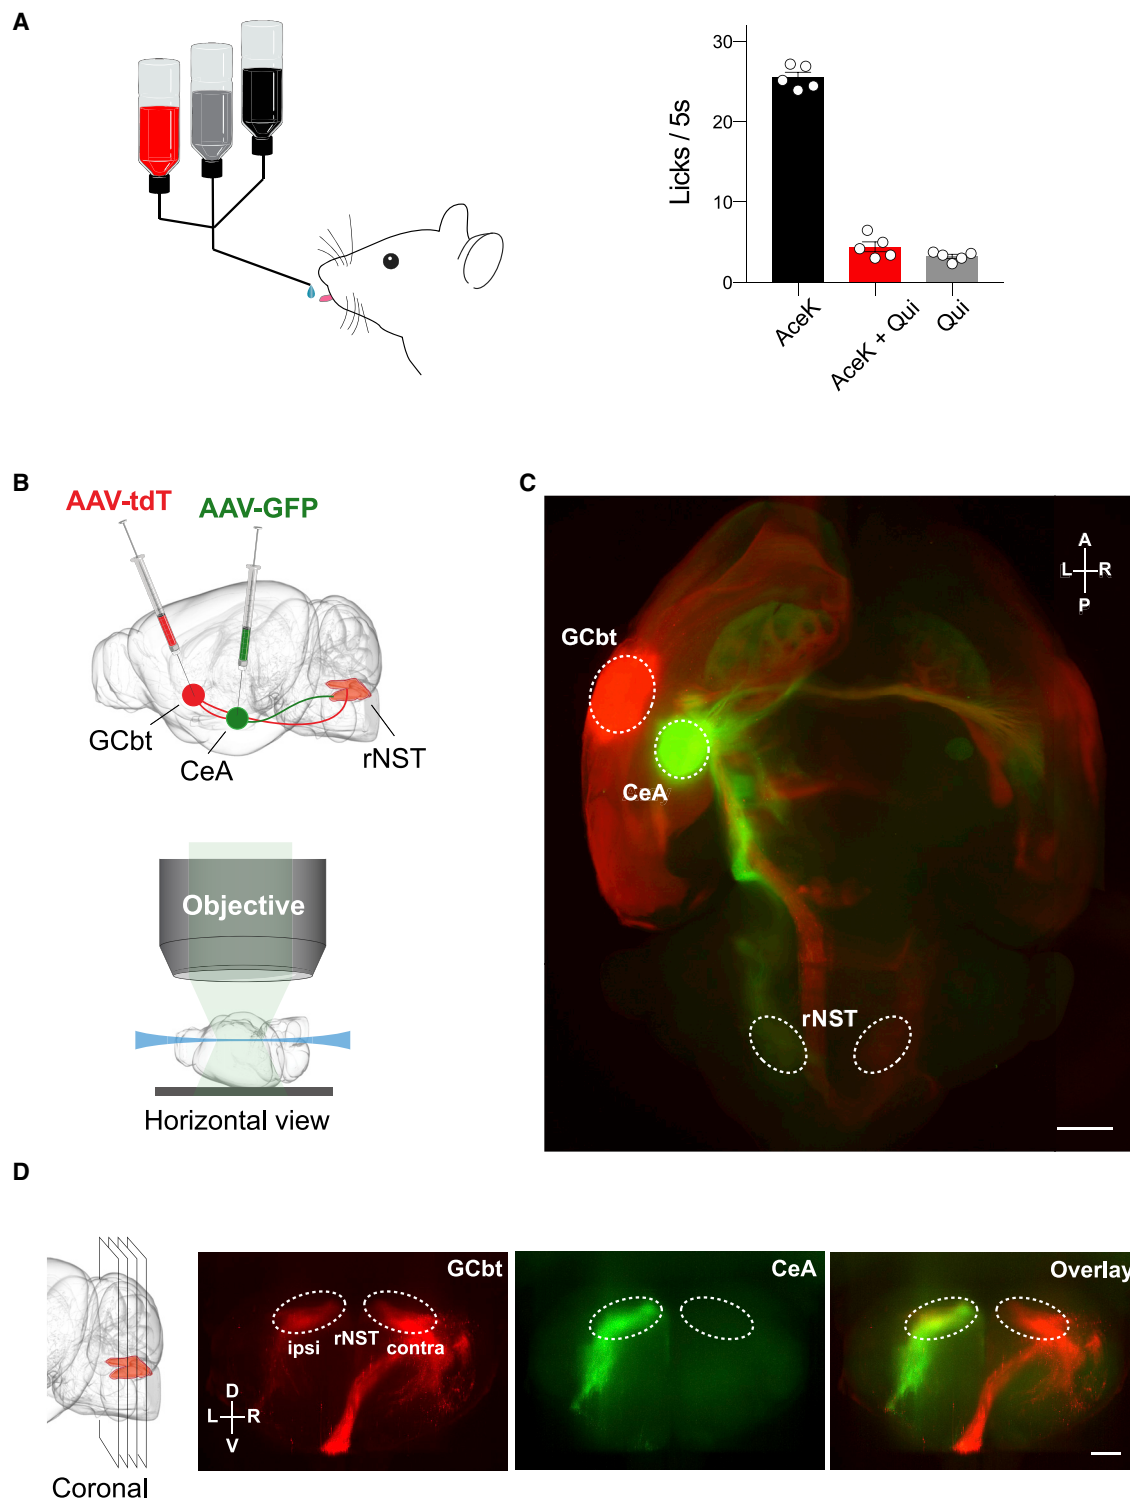 A
30
20
10
0
Licks / 5s
AceK
AceK + Qui
Qui
B
AAV-tdT
AAV-GFP
GCbt
CeA
rNST
Objective
Horizontal view
C
A
L R
P
GCbt
CeA
rNST
D
Coronal
GCbt
rNST
ipsi
contra
D
L R
V
CeA
Overlay